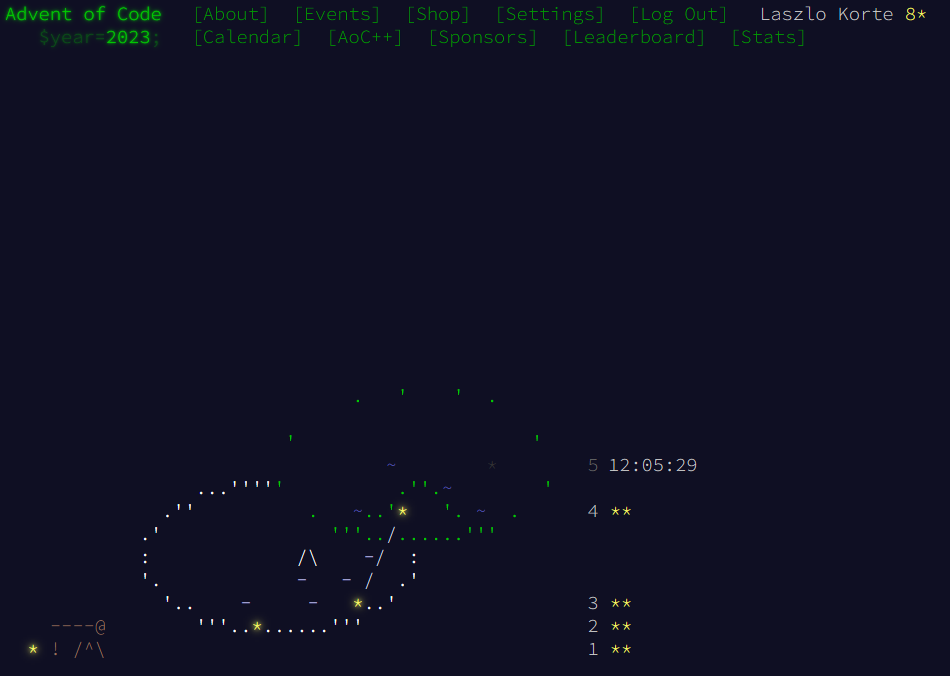 Advent of Code [About] [Events] [Shop] [Settings] [Log Out] Laszlo Korte 8*
$year=2023; [Calendar] [AoC++] [Sponsors] [Leaderboard] [Stats]
. ' ' .
' '
~ * 5 12:05:29
...''''' .''.~ '
.'' . ~..'* '. ~ . 4 **
.' '''../......'''
: /\ -/ :
'. - - / .'
'.. - - *..' 3 **
----@ '''..*......''' 2 **
* ! /^\ 1 **